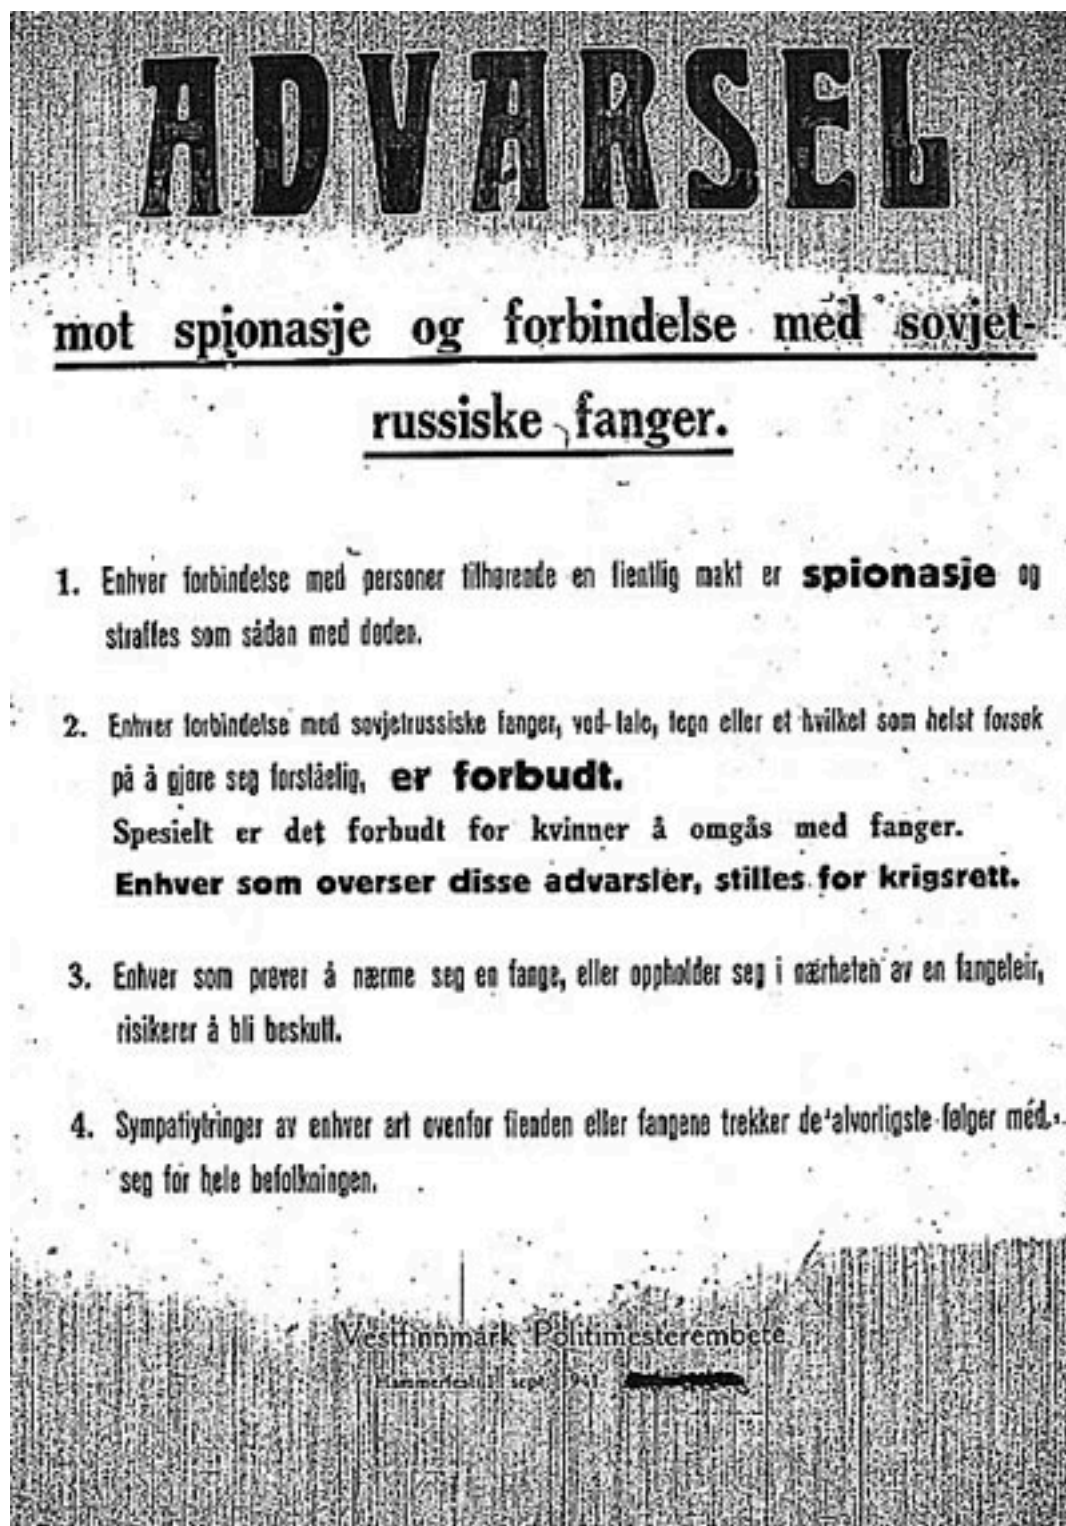 ADVARSEL
mot spionasje og forbindelse med sovjet-
russiske fanger.
1. Enhver forbindelse med personer tilhørende en fientlig makt er spionasje og
straffes som sådan med døden.
2. Enhver forbindelse med sovjetrussiske fanger, ved tale, tegn eller et hvilket som helst forsøk
på å gjøre seg forståelig, er forbudt.
Spesielt er det forbudt for kvinner å omgås med fanger.
Enhver som overser disse advarsler, stilles for krigsrett.
3. Enhver som prøver å nærme seg en fange, eller oppholder seg i nærheten av en fangeleir,
risikerer å bli beskutt.
4. Sympatiytringer av enhver art ovenfor fienden eller fangene trekker de alvorligste følger med
seg for hele befolkningen.
Vestfinnmark Politimesterembete
Hammerfest sept. 1941